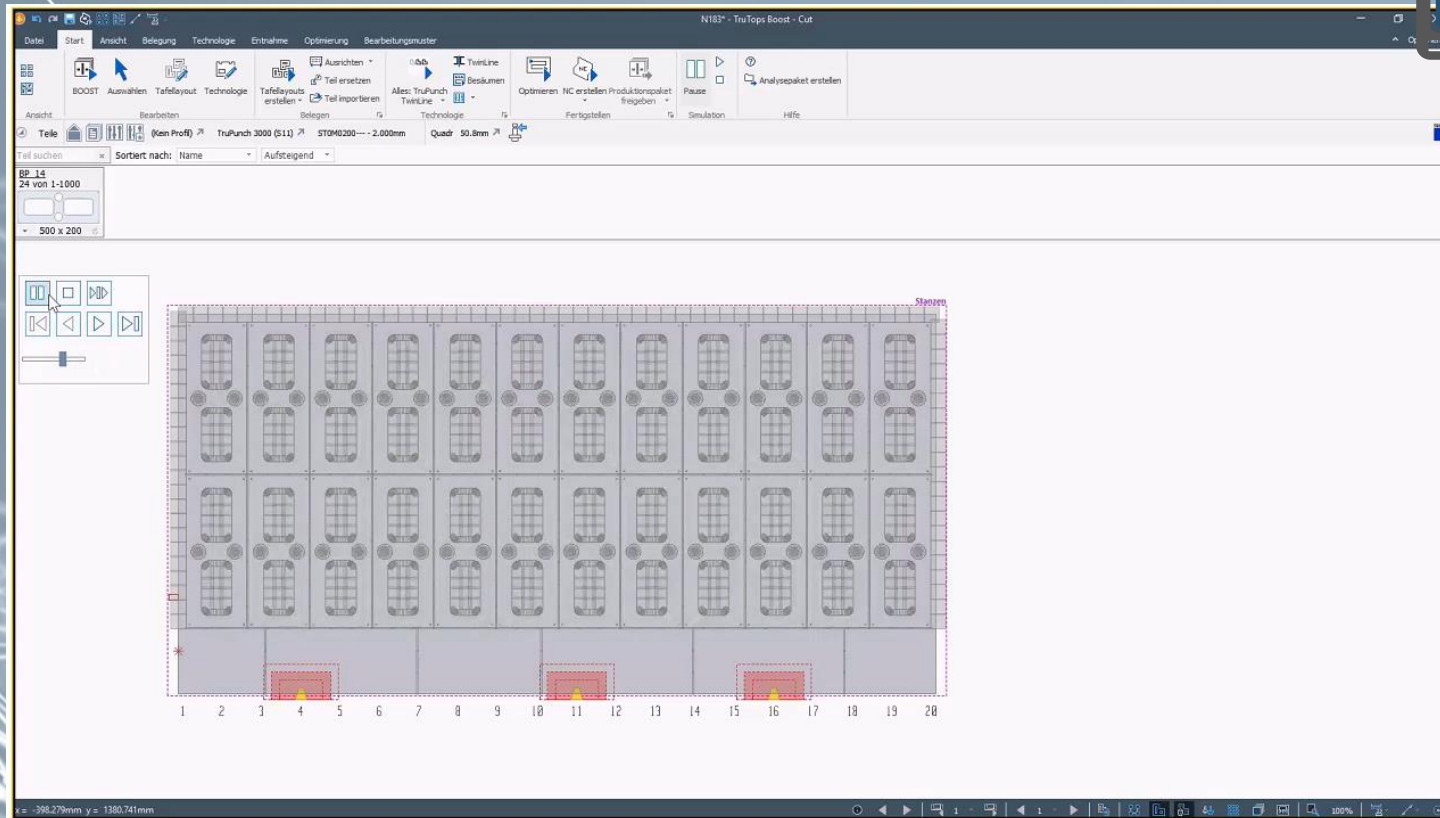 N183* - TruTops Boost - Cut
Datei Start Ansicht Belegung Technologie Entnahme Optimierung Bearbeitungsmuster
BOOST Auswählen Tafellayout Technologie Tafellayouts erstellen Ausrichten Teil ersetzen Teil importieren Alles: TruPunch TwinLine TwinLine Besäumen Optimieren NC erstellen Produktionspaket freigeben Pause Analysepaket erstellen
Ansicht Bearbeiten Belegen Technologie Fertigstellen Simulation Hilfe
Teile (Kein Profil) TruPunch 3000 (S11) STOM0200--- - 2.000mm Quadr 50.8mm
Teil suchen Sortiert nach: Name Aufsteigend
BP_14
24 von 1-1000
500 x 200
Stanzen
1 2 3 4 5 6 7 8 9 10 11 12 13 14 15 16 17 18 19 20
x = -398.279mm y = 1380.741mm 1 1 100%